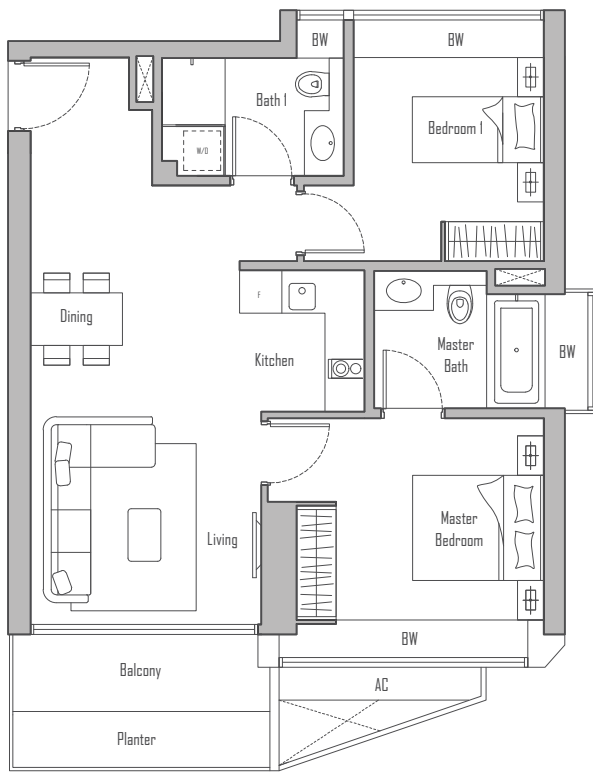 BW
BW
Bath 1
Bedroom 1
W/D
Dining
F
Kitchen
Master
Bath
BW
Living
Master
Bedroom
BW
Balcony
AC
Planter